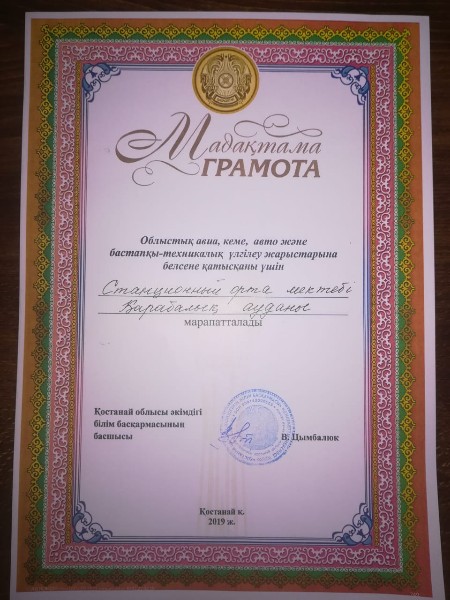 Мадақтама
ГРАМОТА
Облыстық авиа, кеме, авто және
бастапқы-техникалық үлгілеу жарыстарына
белсене қатысқаны үшін
Станционный орта мектебі
Қарабалық ауданы
марапатталады
Қостанай облысы әкімдігі
білім басқармасының
басшысы
В. Цымбалюк
Қостанай қ.
2019 ж.